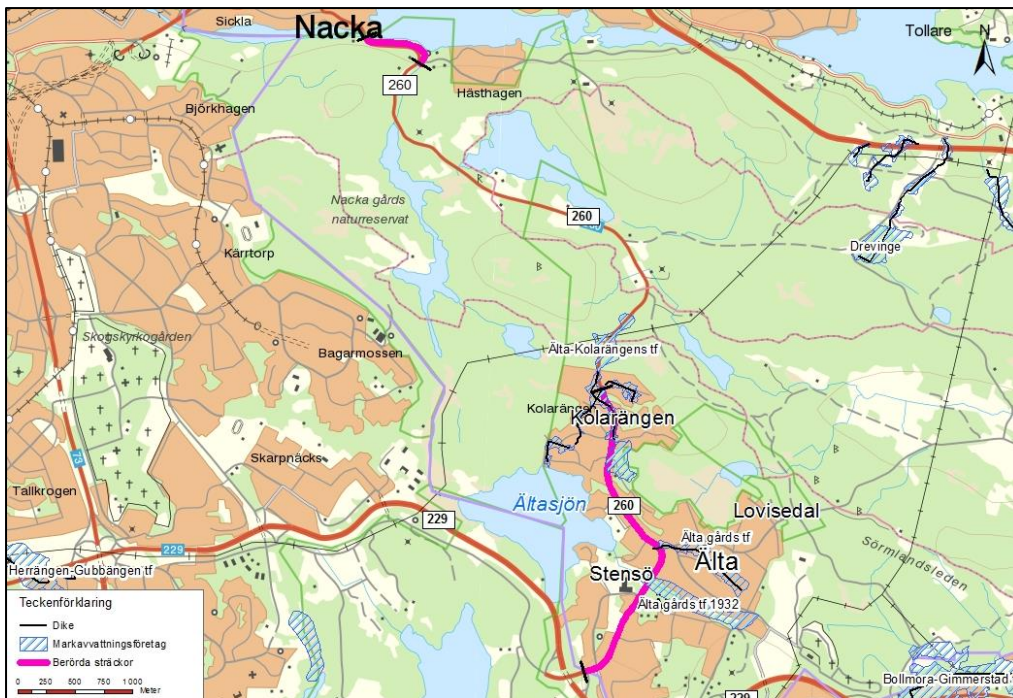 Sickla
Nacka
Tollare
N
260
Hästhagen
Björkhagen
Nacka gårds
naturreservat
260
Kärrtorp
Drevinge
Skogskyrkogården
Bagarmossen
Älta-Kolarängens tf
Kolaräng
Kolarängen
73
Skarpnäcks
Tallkrogen
Ältasjön
260
Lovisedal
229
Älta gårds tf
Älta
Sörmlandsleden
229
Herrängen-Gubbängen tf
Stensö
Älta gårds tf 1932
Teckenförklaring
Dike
Markavvattningsföretag
Berörda sträckor
0 250 500 750 1 000
Meter
Bollmora-Gimmerstad
229